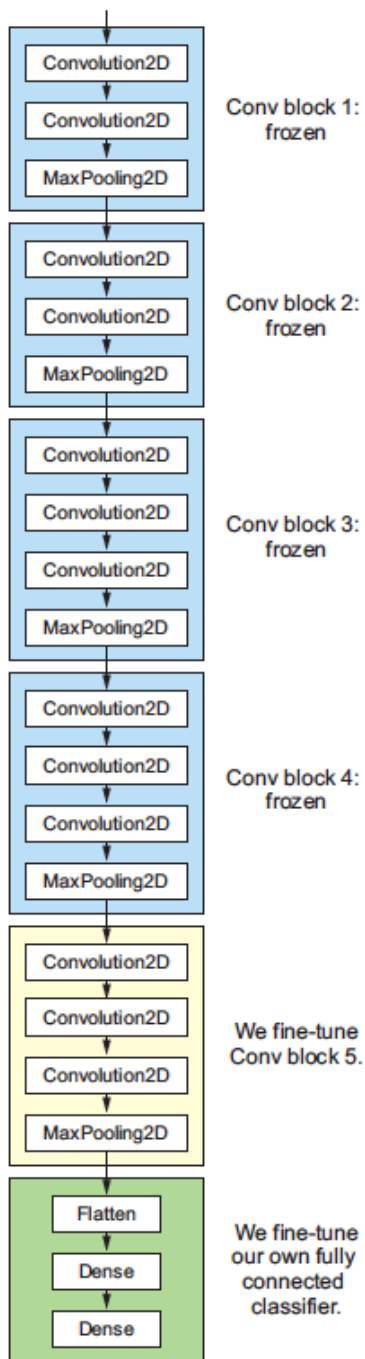 Convolution2D
Convolution2D
MaxPooling2D
Conv block 1:
frozen
Convolution2D
Convolution2D
MaxPooling2D
Conv block 2:
frozen
Convolution2D
Convolution2D
Convolution2D
MaxPooling2D
Conv block 3:
frozen
Convolution2D
Convolution2D
Convolution2D
MaxPooling2D
Conv block 4:
frozen
Convolution2D
Convolution2D
Convolution2D
MaxPooling2D
We fine-tune
Conv block 5.
Flatten
Dense
Dense
We fine-tune
our own fully
connected
classifier.